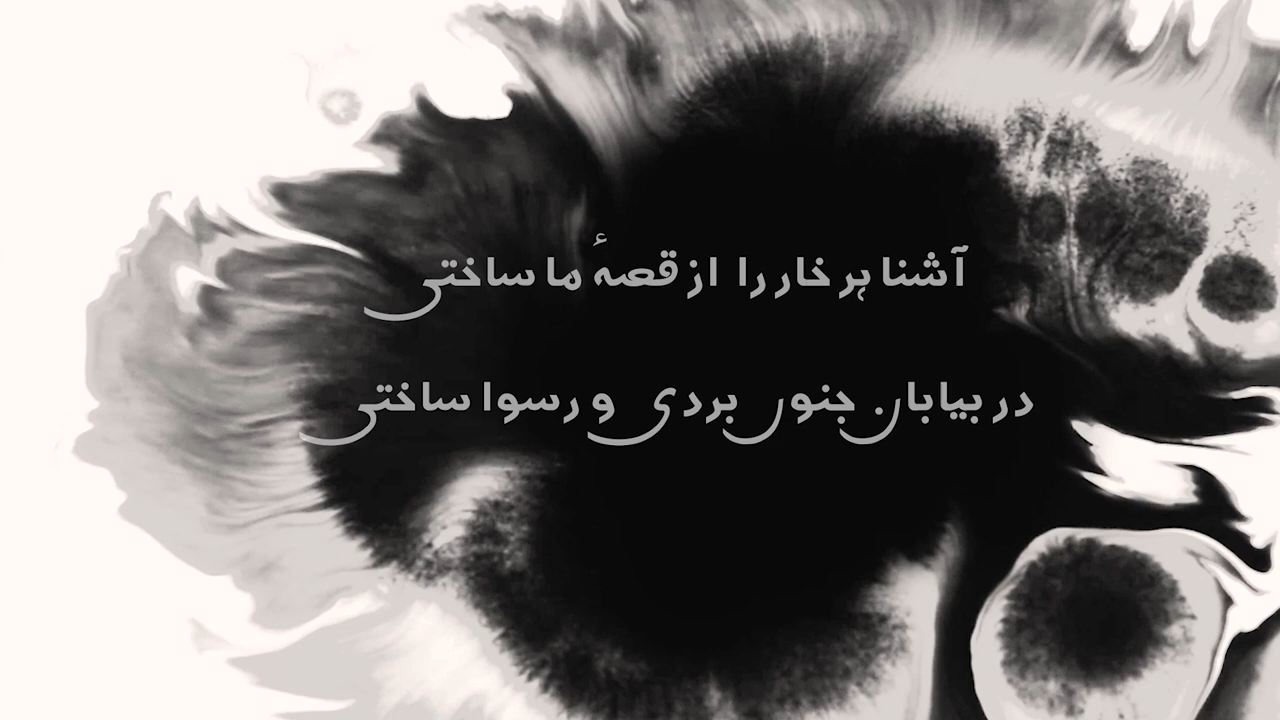 آشنا هر خار را از قصهٔ ما ساختی
در بیابان جنون بردی و رسوا ساختی